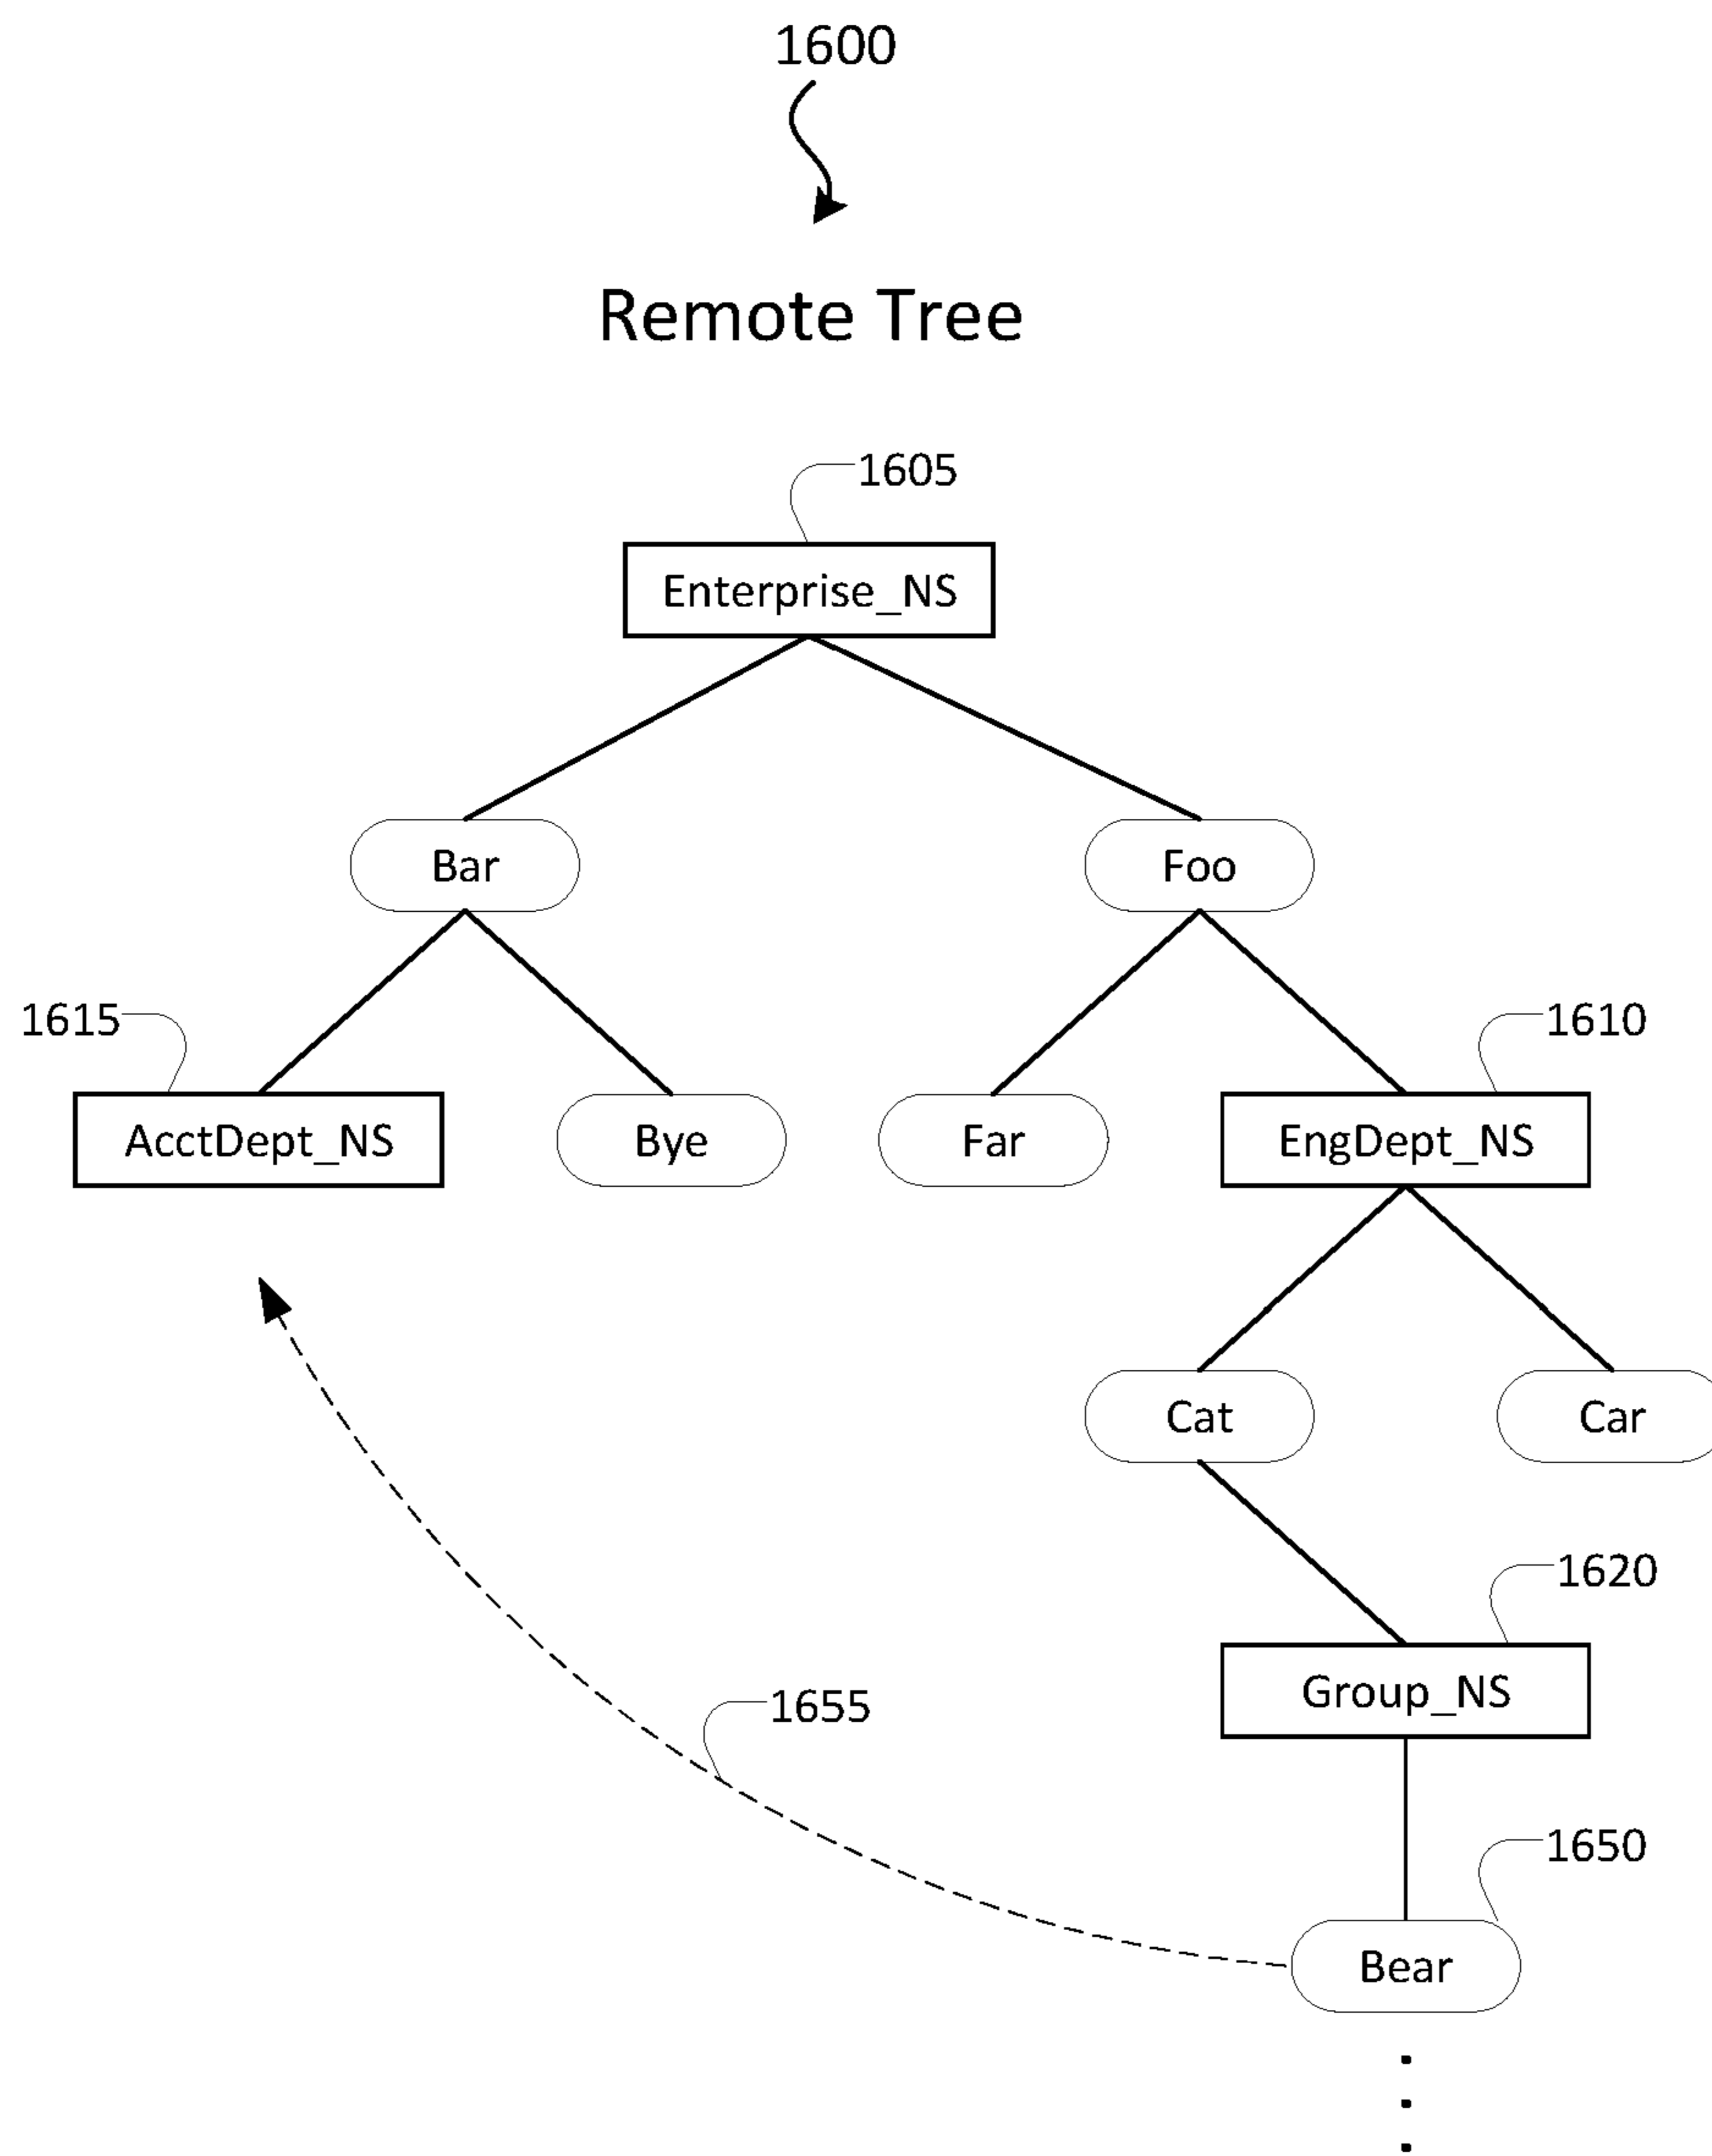 1600
Remote Tree
1605
Enterprise_NS
Bar
Foo
1615
1610
AcctDept_NS
Bye
Far
EngDept_NS
Cat
Car
1620
Group_NS
1655
1650
Bear